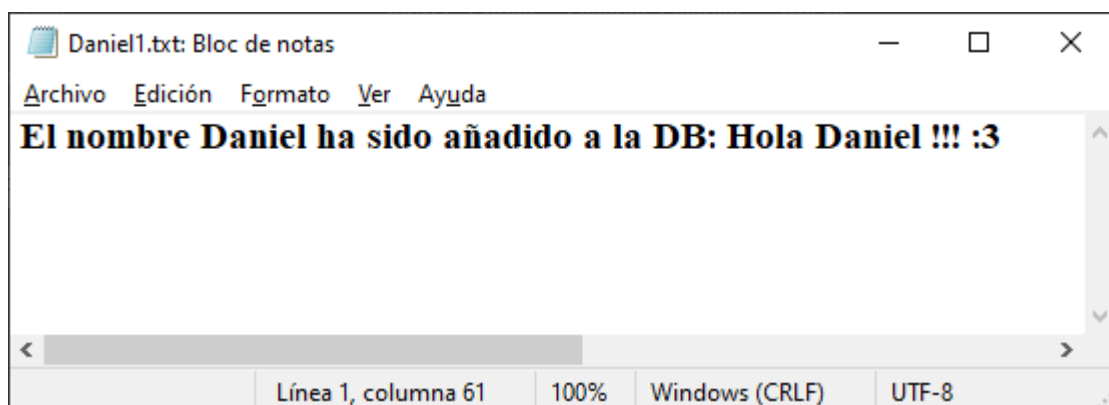 Daniel1.txt: Bloc de notas
Archivo Edición Formato Ver Ayuda
El nombre Daniel ha sido añadido a la DB: Hola Daniel !!! :3
Línea 1, columna 61 100% Windows (CRLF) UTF-8